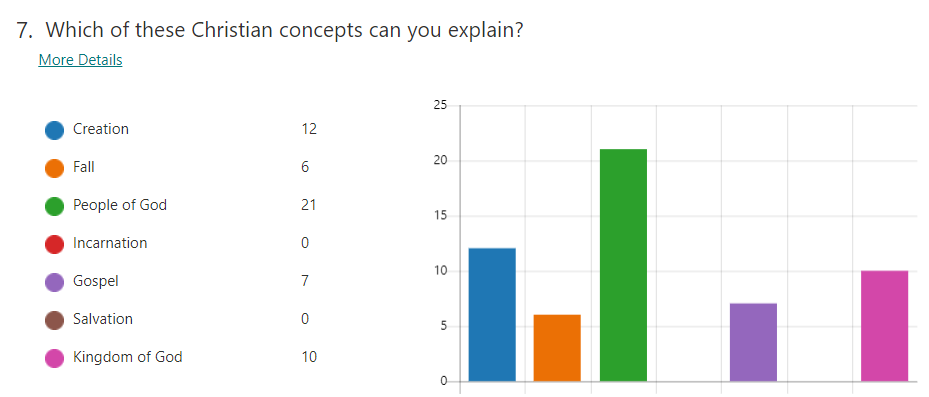 7. Which of these Christian concepts can you explain?
More Details
Creation 12
Fall 6
People of God 21
Incarnation 0
Gospel 7
Salvation 0
Kingdom of God 10
25
20
15
10
5
0